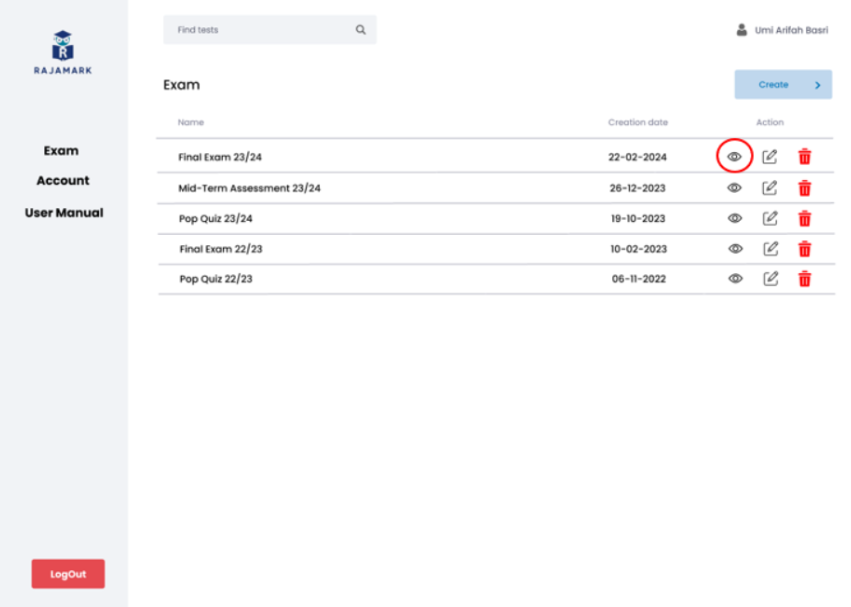 Find tests
Umi Arifah Basri
R
RAJAMARK
Exam
Create
Name Creation date Action
Exam
Account
User Manual
Final Exam 23/24 22-02-2024
Mid-Term Assessment 23/24 26-12-2023
Pop Quiz 23/24 19-10-2023
Final Exam 22/23 10-02-2023
Pop Quiz 22/23 06-11-2022
LogOut